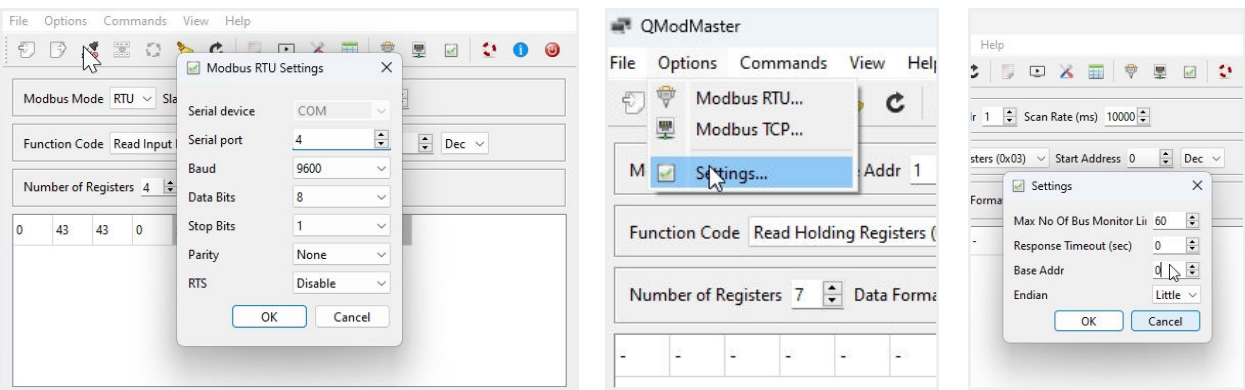 File Options Commands View Help
Modbus RTU Settings
Modbus Mode RTU
Serial device COM
Serial port 4
Function Code Read Input
Dec
Baud 9600
Number of Registers 4
Data Bits 8
Stop Bits 1
0 43 43 0
Parity None
RTS Disable
OK Cancel
QModMaster
File Options Commands View
Modbus RTU...
Modbus TCP...
Settings...
Addr 1
Function Code Read Holding Registers (
Number of Registers 7 Data Forma
- - - - -
Help
1 Scan Rate (ms) 10000
sters (0x03) Start Address 0 Dec
Settings
Forma
Max No Of Bus Monitor Li 60
Response Timeout (sec) 0
Base Addr 0
Endian Little
OK Cancel